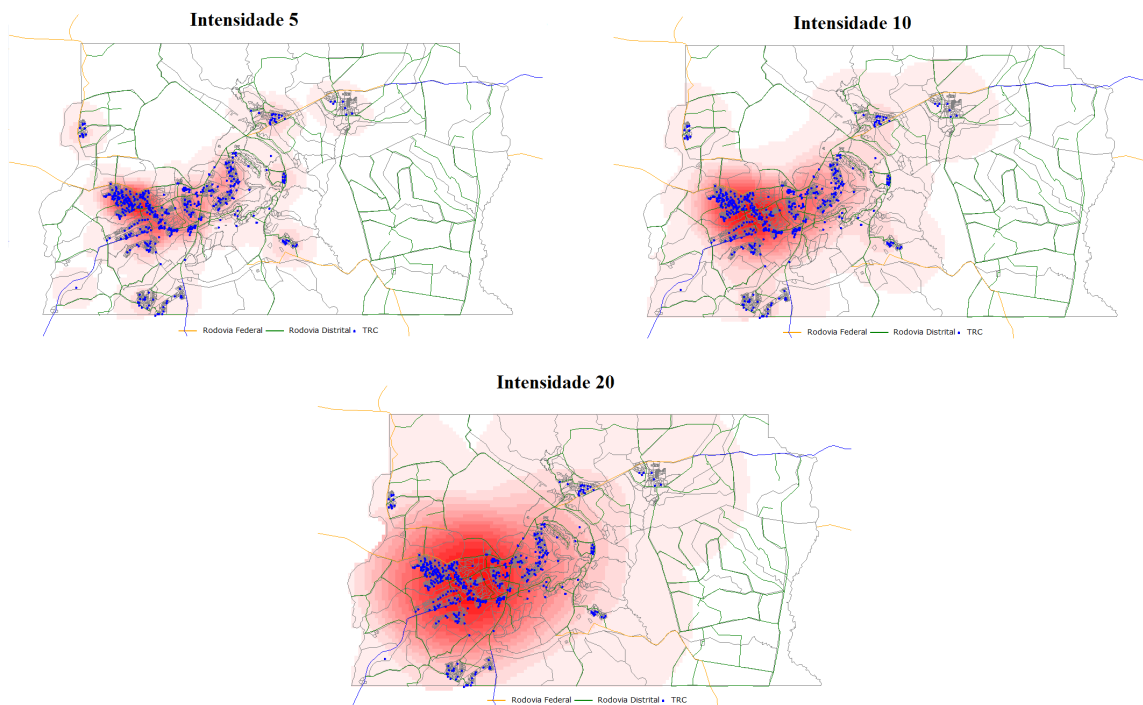 Intensidade 5
Intensidade 10
Rodovia Federal Rodovia Distrital TRC
Rodovia Federal Rodovia Distrital TRC
Intensidade 20
Rodovia Federal Rodovia Distrital TRC